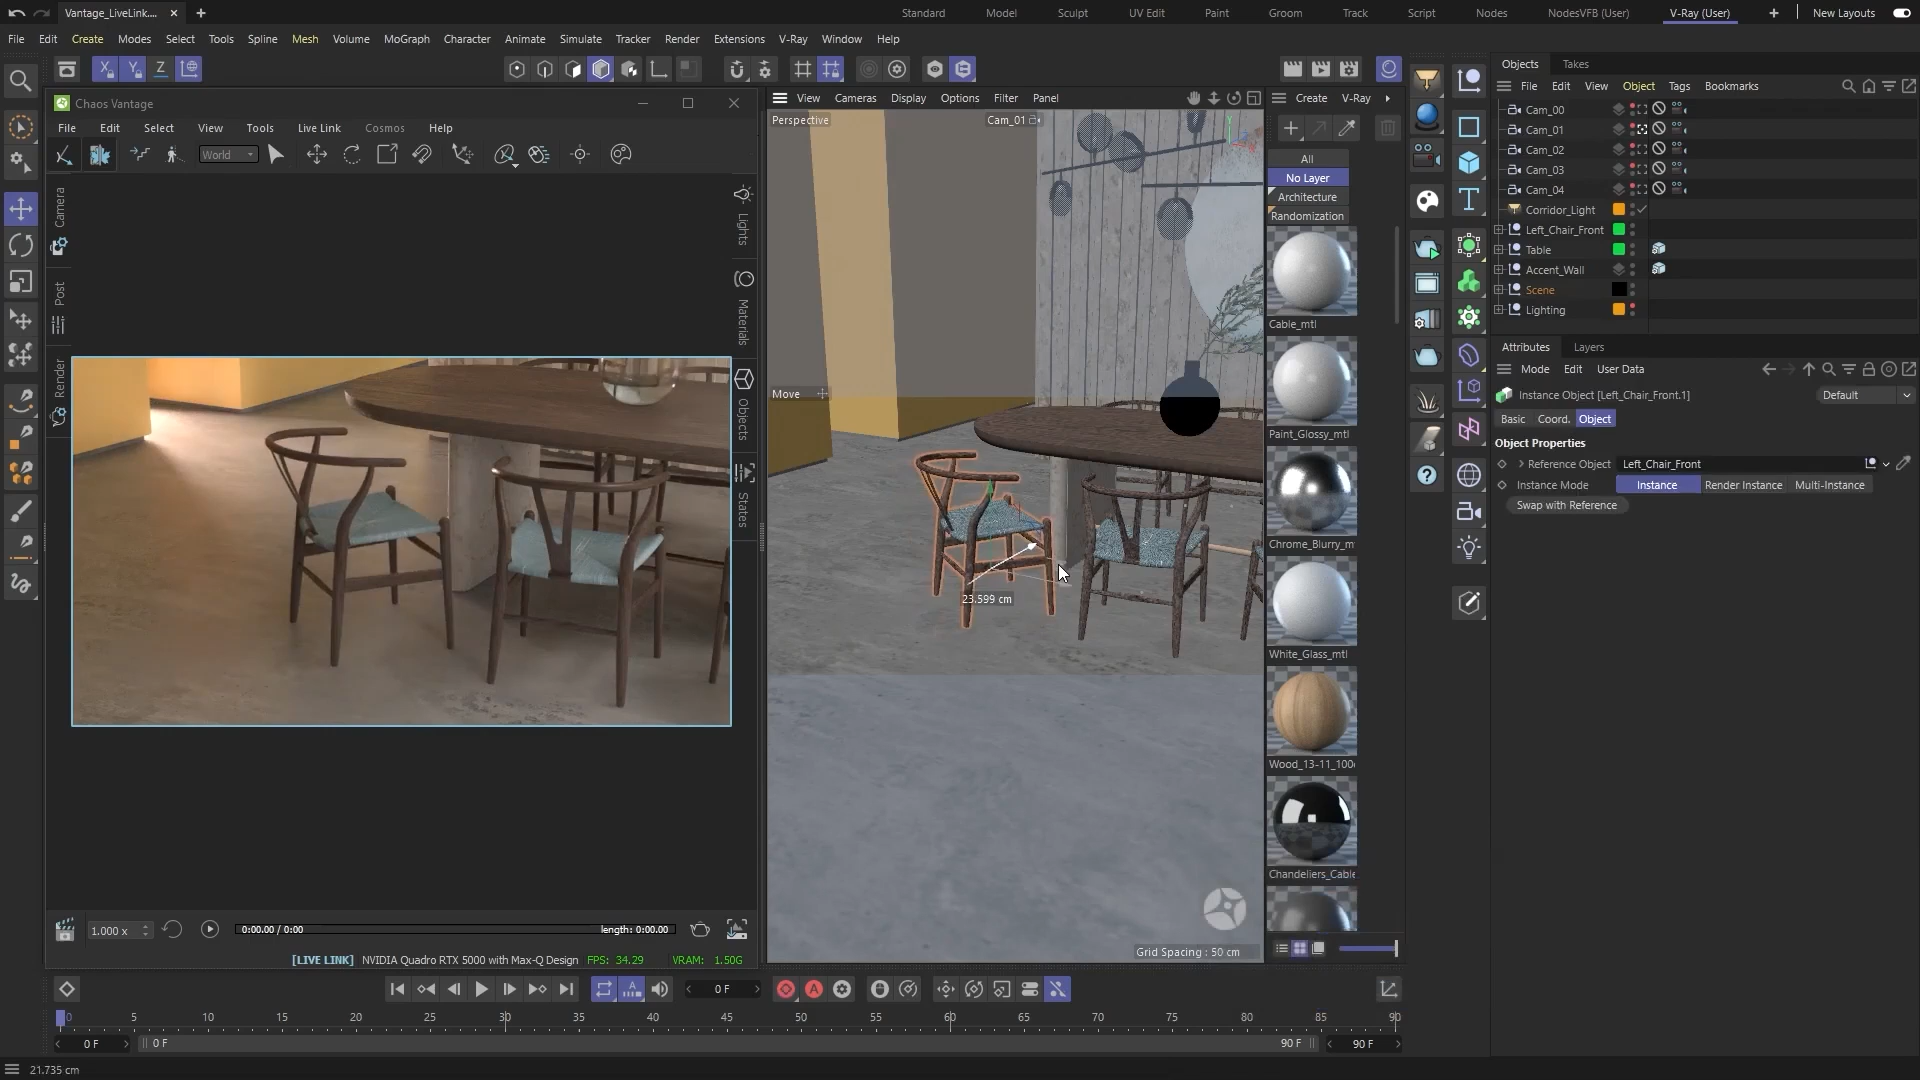 Vantage_LiveLink....
Standard
Model
Sculpt
UV Edit
Paint
Groom
Track
Script
Nodes
NodesVFB (User)
V-Ray (User)
New Layouts
File Edit Create Modes Select Tools Spline Mesh Volume MoGraph Character Animate Simulate Tracker Render Extensions V-Ray Window Help
X Y Z
Chaos Vantage
File Edit Select View Tools Live Link Cosmos Help
World
Camera
Post
Render
Lights
Materials
Objects
States
1.000 x
0:00.00 / 0:00
length: 0:00.00
[LIVE LINK] NVIDIA Quadro RTX 5000 with Max-Q Design FPS: 34.29 VRAM: 1.50G
View Cameras Display Options Filter Panel
Perspective
Cam_01
Y
Move
23.599 cm
Grid Spacing : 50 cm
Create V-Ray
All
No Layer
Architecture
Randomization
Cable_mtl
Paint_Glossy_mtl
Chrome_Blurry_m
White_Glass_mtl
Wood_13-11_100
Chandeliers_Cable
Objects Takes
File Edit View Object Tags Bookmarks
Cam_00
Cam_01
Cam_02
Cam_03
Cam_04
Corridor_Light
Left_Chair_Front
Table
Accent_Wall
Scene
Lighting
Attributes Layers
Mode Edit User Data
Instance Object [Left_Chair_Front.1]
Default
Basic Coord. Object
Object Properties
Reference Object Left_Chair_Front
Instance Mode Instance Render Instance Multi-Instance
Swap with Reference
0 F
0 5 10 15 20 25 30 35 40 45 50 55 60 65 70 75 80 85 90
0 F
0 F
90 F
90 F
21.735 cm